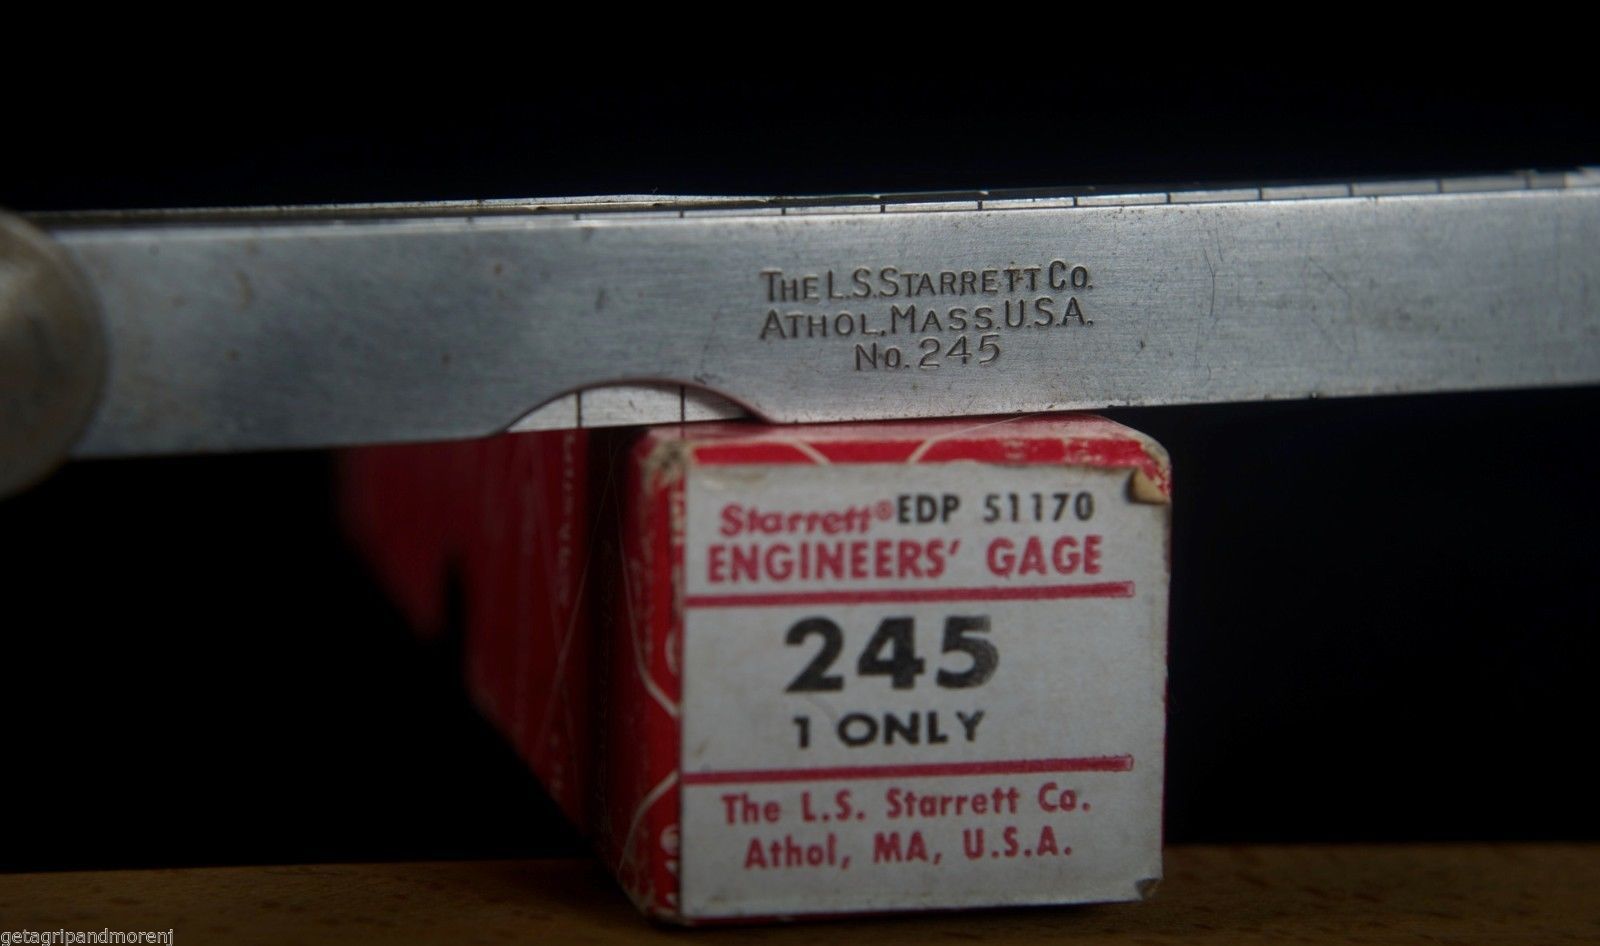 THE L.S.STARRETT CO.
ATHOL, MASS.U.S.A.
No. 245
Starrett® EDP 51170
ENGINEERS' GAGE
245
1 ONLY
The L.S. Starrett Co.
Athol, MA, U.S.A.
getagripandmorenj